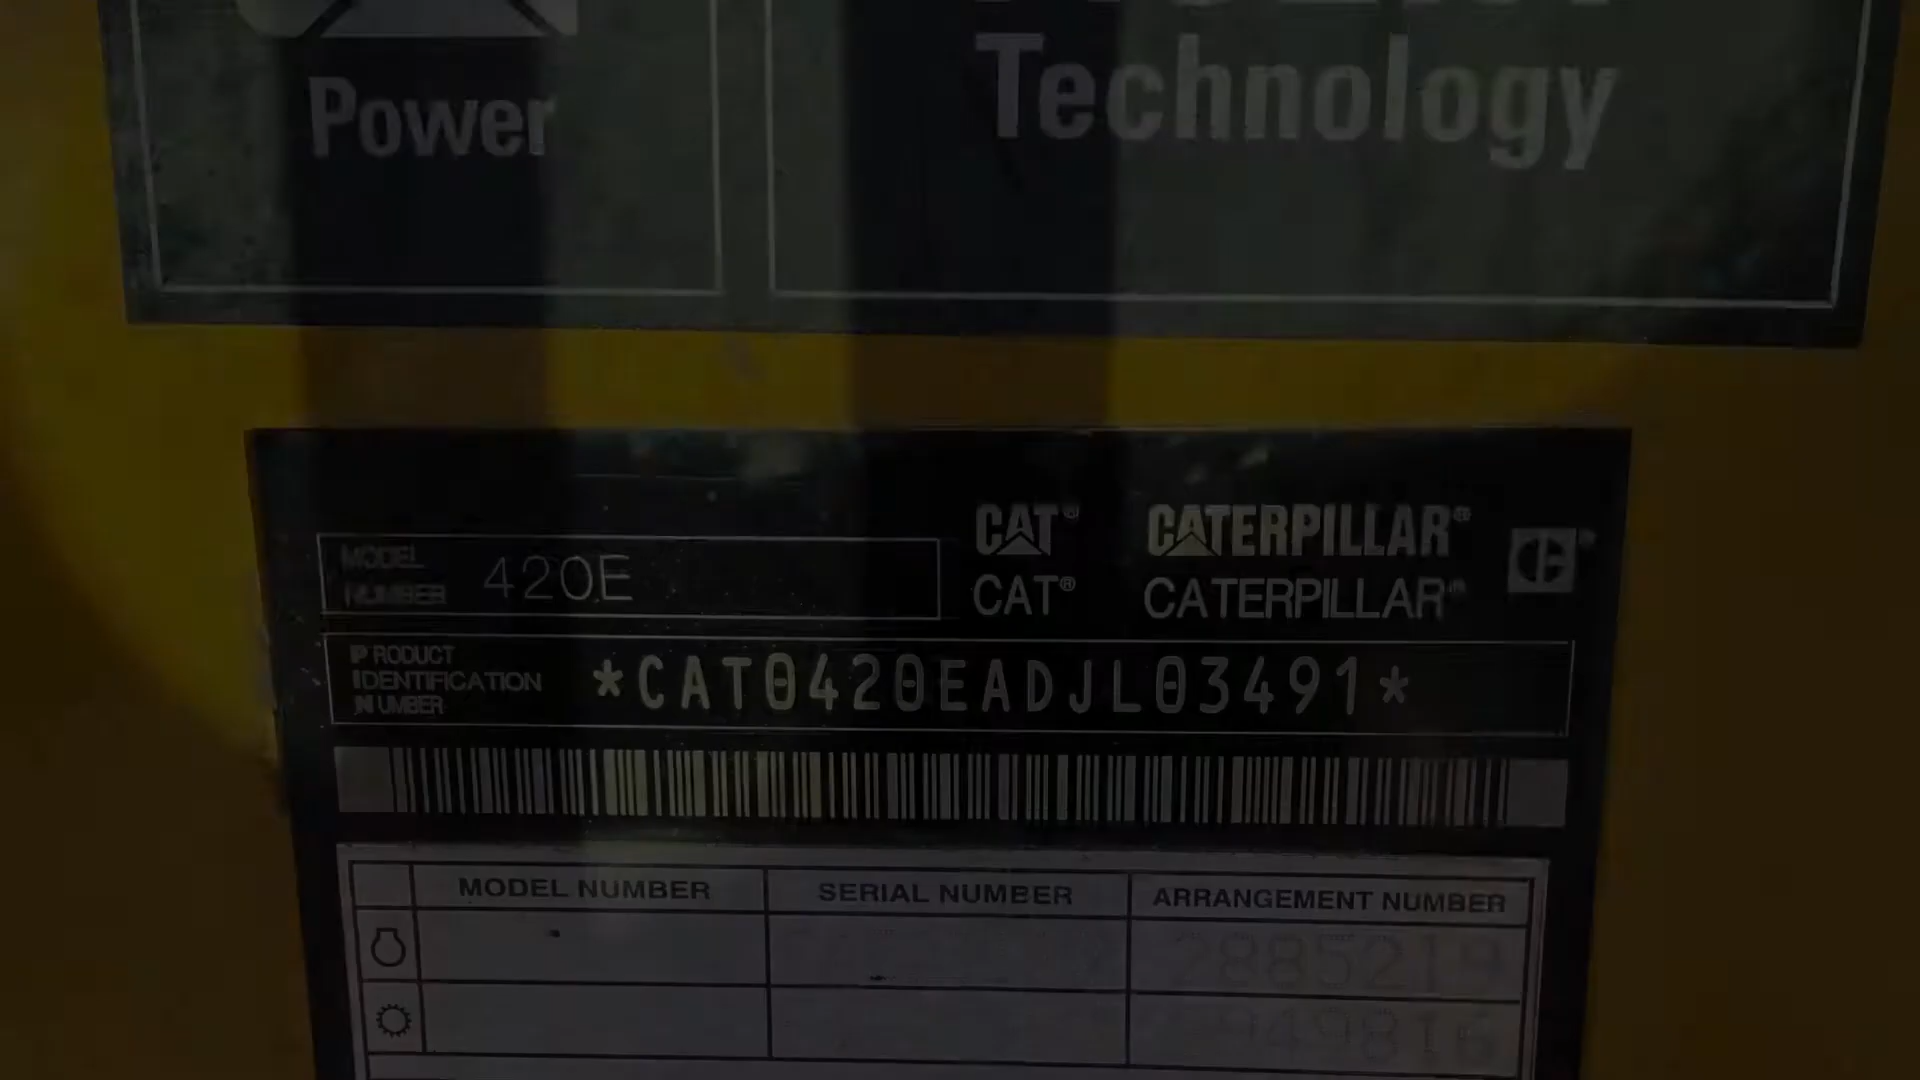 Power
Technology
MODEL NUMBER 420E
CAT® CATERPILLAR®
CAT® CATERPILLAR®
PRODUCT IDENTIFICATION NUMBER *CAT0420EADJL03491*
MODEL NUMBER SERIAL NUMBER ARRANGEMENT NUMBER
2885219